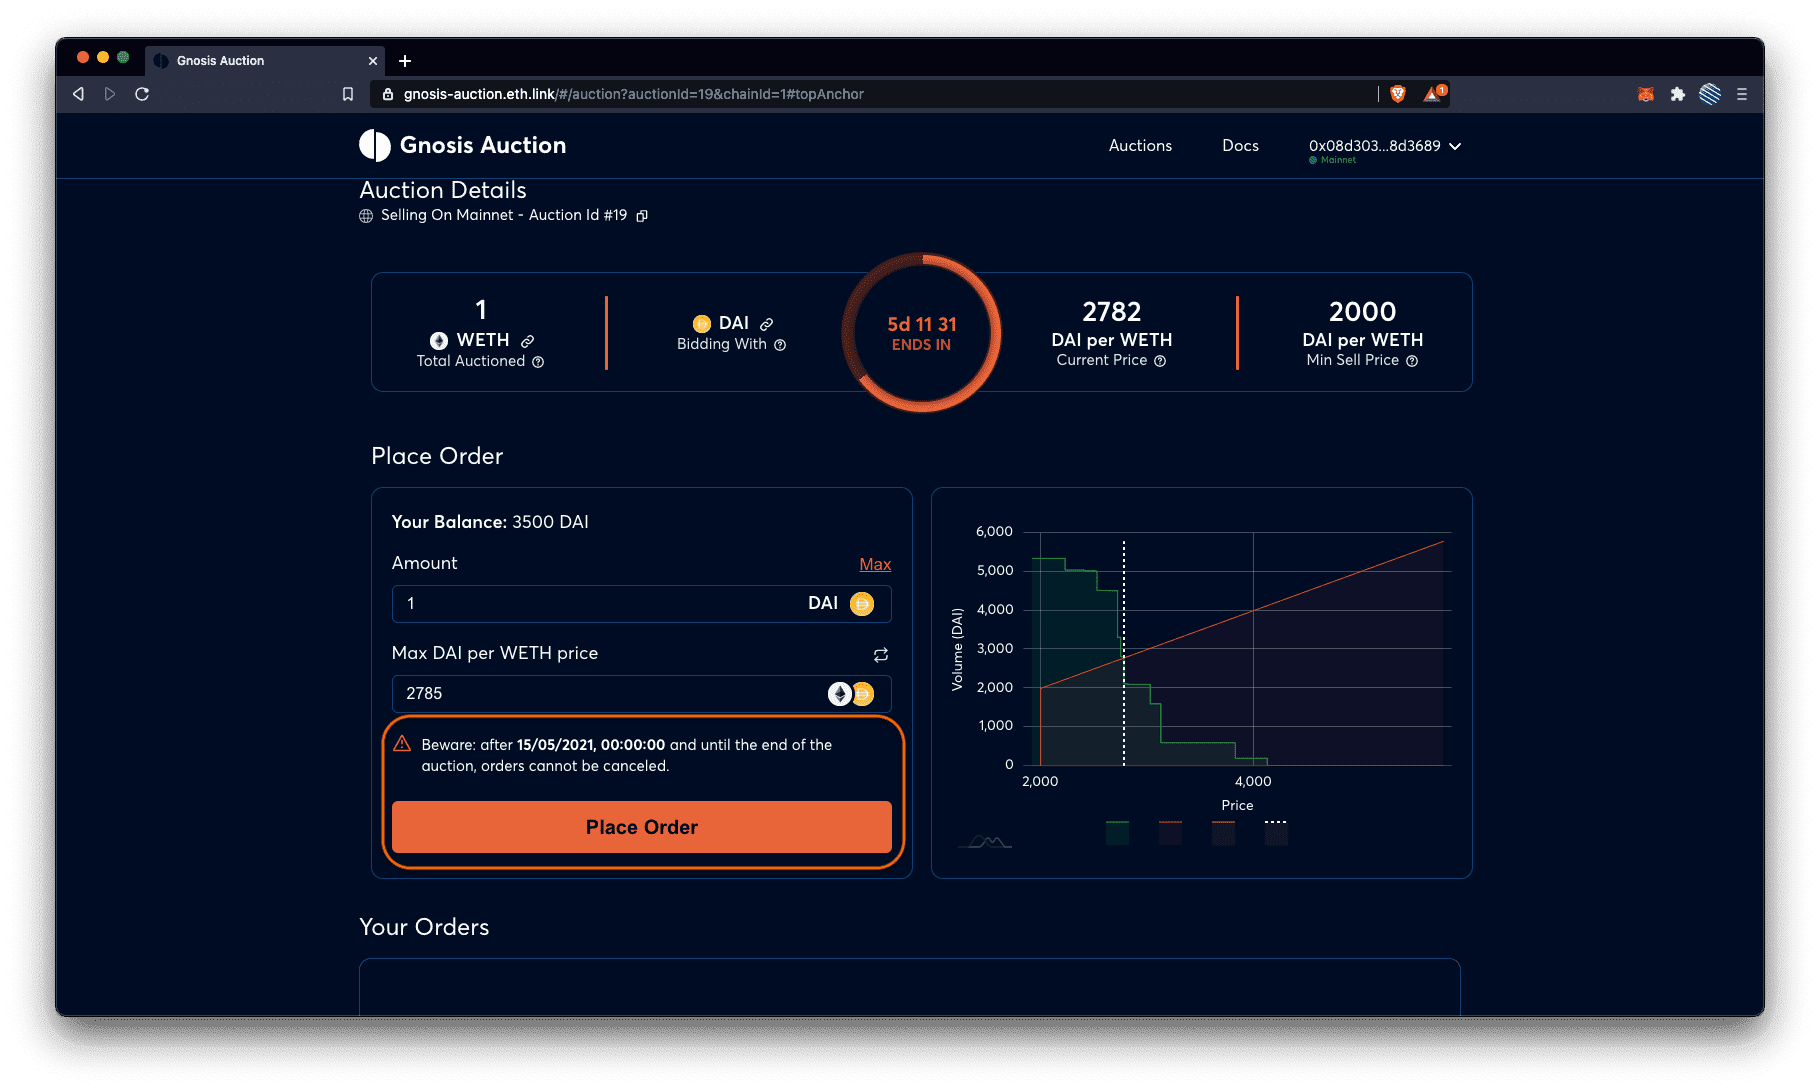 Gnosis Auction
gnosis-auction.eth.link/#/auction?auctionId=19&chainId=1#topAnchor
1
Gnosis Auction
Auctions
Docs
0x08d303...8d3689
Mainnet
Auction Details
Selling On Mainnet - Auction Id #19
1
WETH
Total Auctioned
DAI
Bidding With
5d 11 31
ENDS IN
2782
DAI per WETH
Current Price
2000
DAI per WETH
Min Sell Price
Place Order
Your Balance: 3500 DAI
Amount
Max
1
DAI
Max DAI per WETH price
2785
Beware: after 15/05/2021, 00:00:00 and until the end of the
auction, orders cannot be canceled.
Place Order
Volume (DAI)
6,000
5,000
4,000
3,000
2,000
1,000
0
2,000
4,000
Price
Your Orders